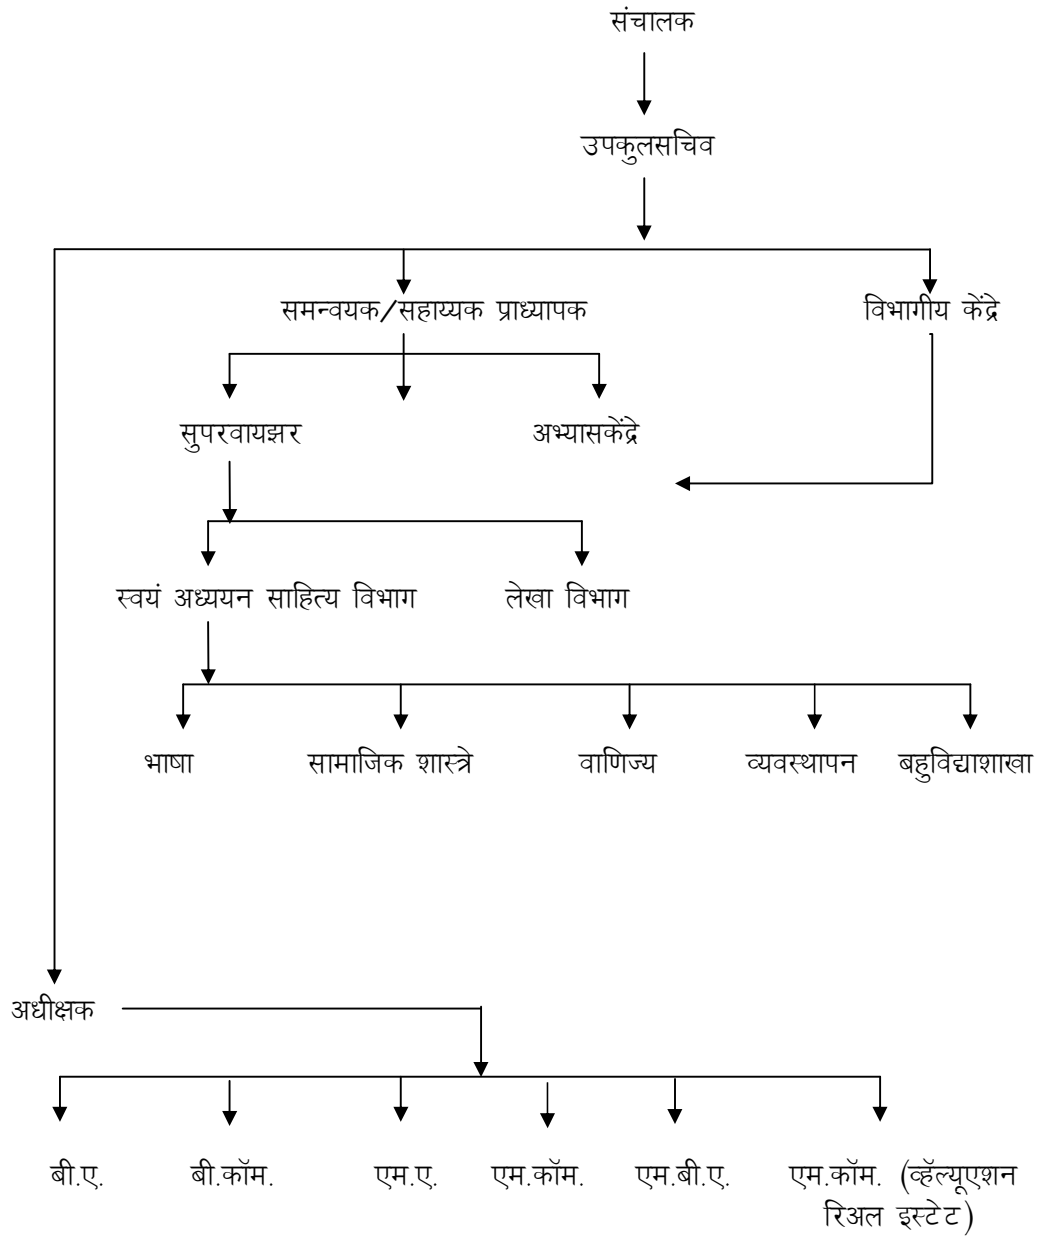 संचालक
उपकुलसचिव
समन्वयक/सहाय्यक प्राध्यापक
विभागीय केंद्रे
सुपरवायझर
अभ्यासकेंद्रे
स्वयं अध्ययन साहित्य विभाग
लेखा विभाग
भाषा
सामाजिक शास्त्रे
वाणिज्य
व्यवस्थापन
बहुविद्याशाखा
अधीक्षक
बी.ए.
बी.कॉम.
एम.ए.
एम.कॉम.
एम.बी.ए.
एम.कॉम. (व्हॅल्यूएशन
रिअल इस्टेट)